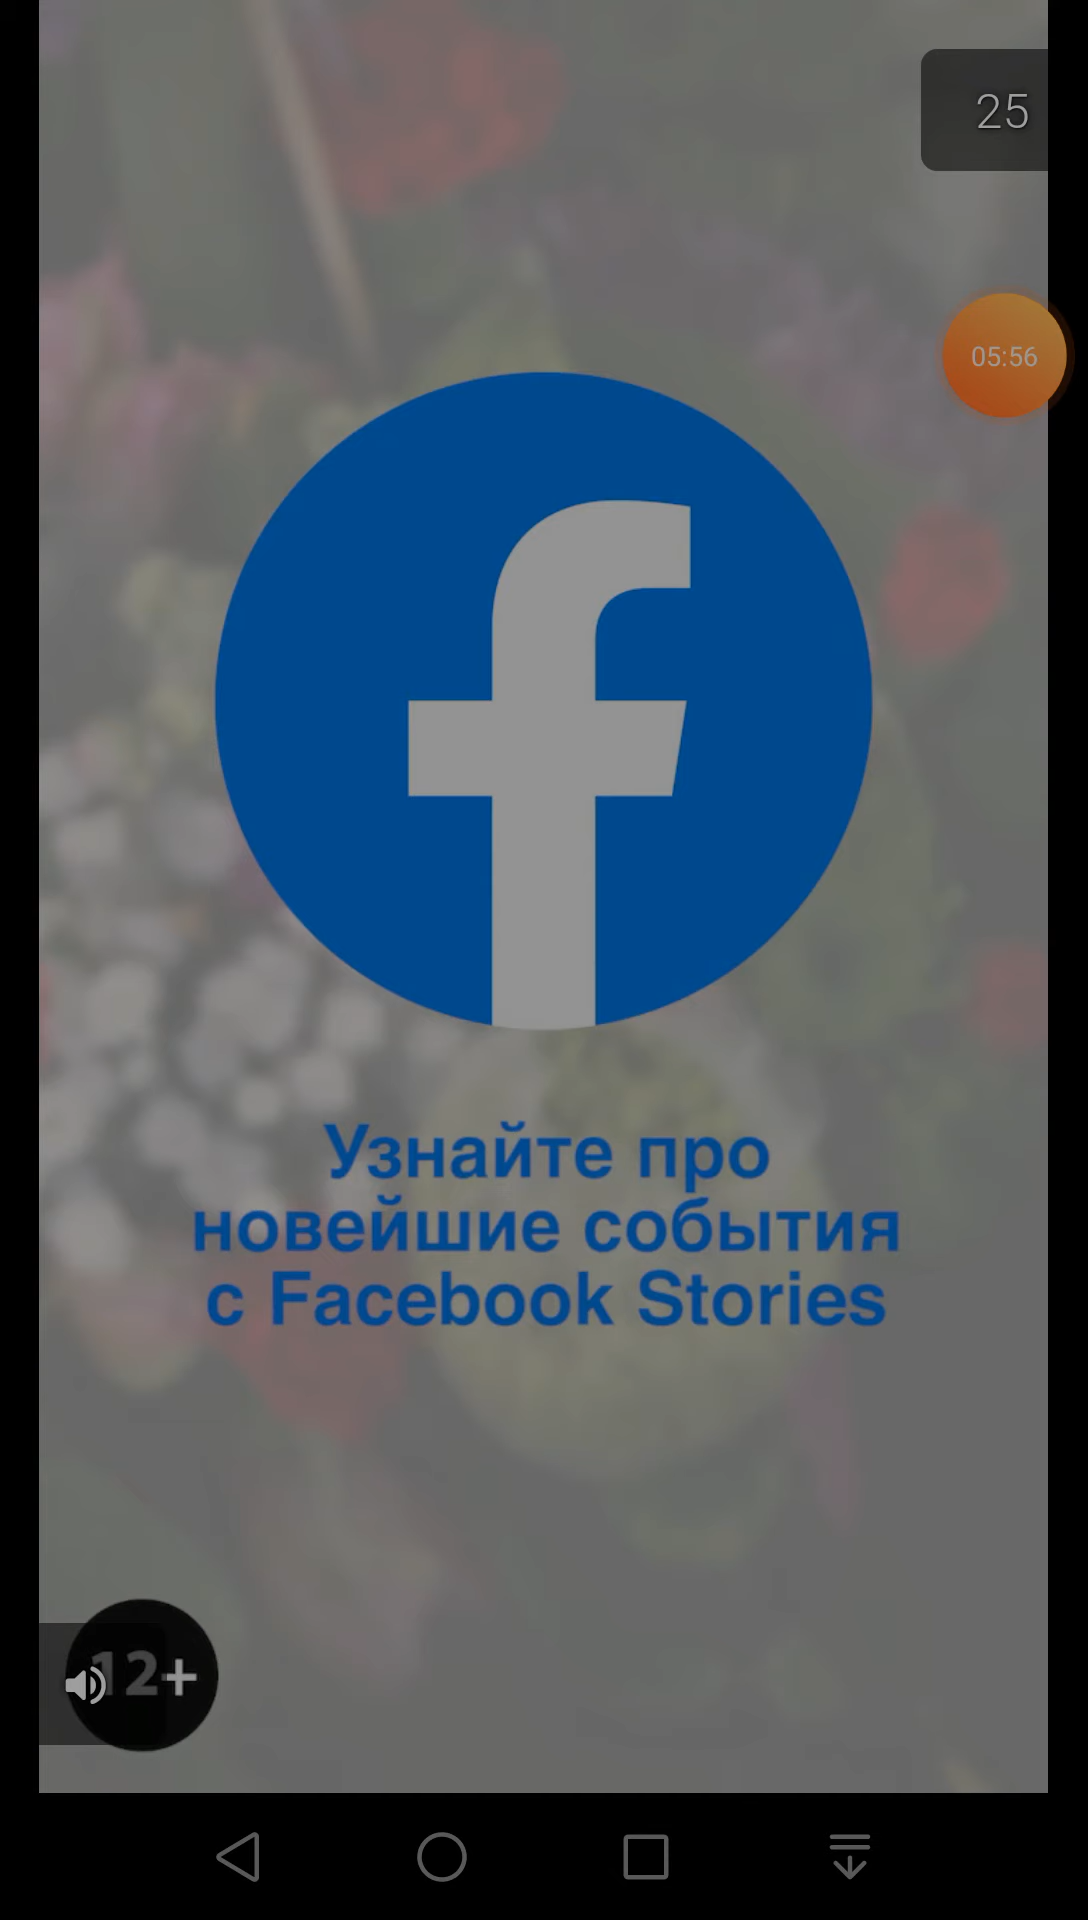 25
05:56
Узнайте про
новейшие события
с Facebook Stories
12+